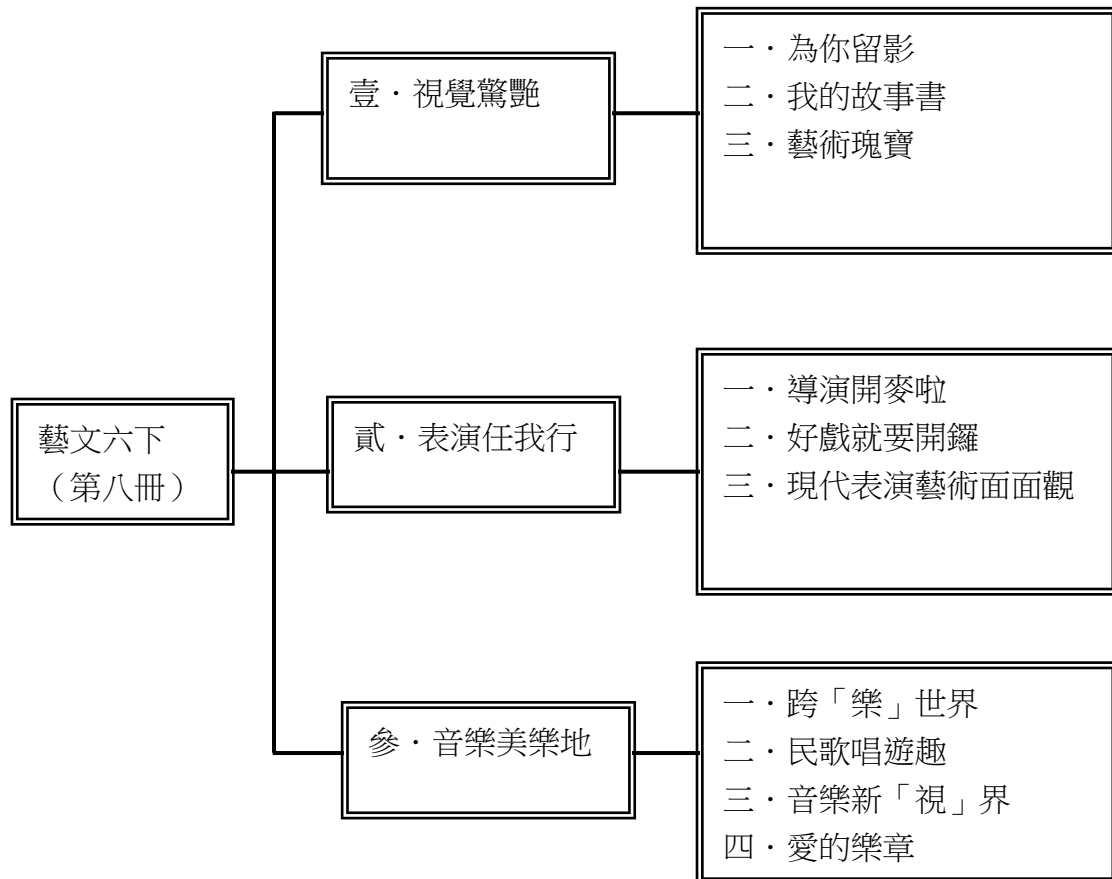 藝文六下
（第八冊）
壹．視覺驚艷
一．為你留影
二．我的故事書
三．藝術瑰寶
貳．表演任我行
一．導演開麥啦
二．好戲就要開鑼
三．現代表演藝術面面觀
參．音樂美樂地
一．跨「樂」世界
二．民歌唱遊趣
三．音樂新「視」界
四．愛的樂章